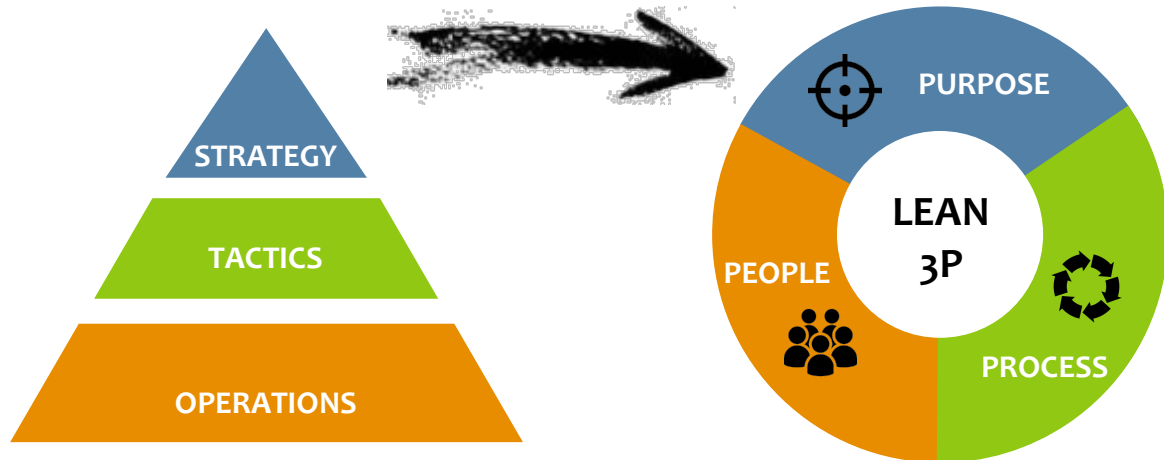 STRATEGY
TACTICS
OPERATIONS
PURPOSE
LEAN
3P
PEOPLE
PROCESS